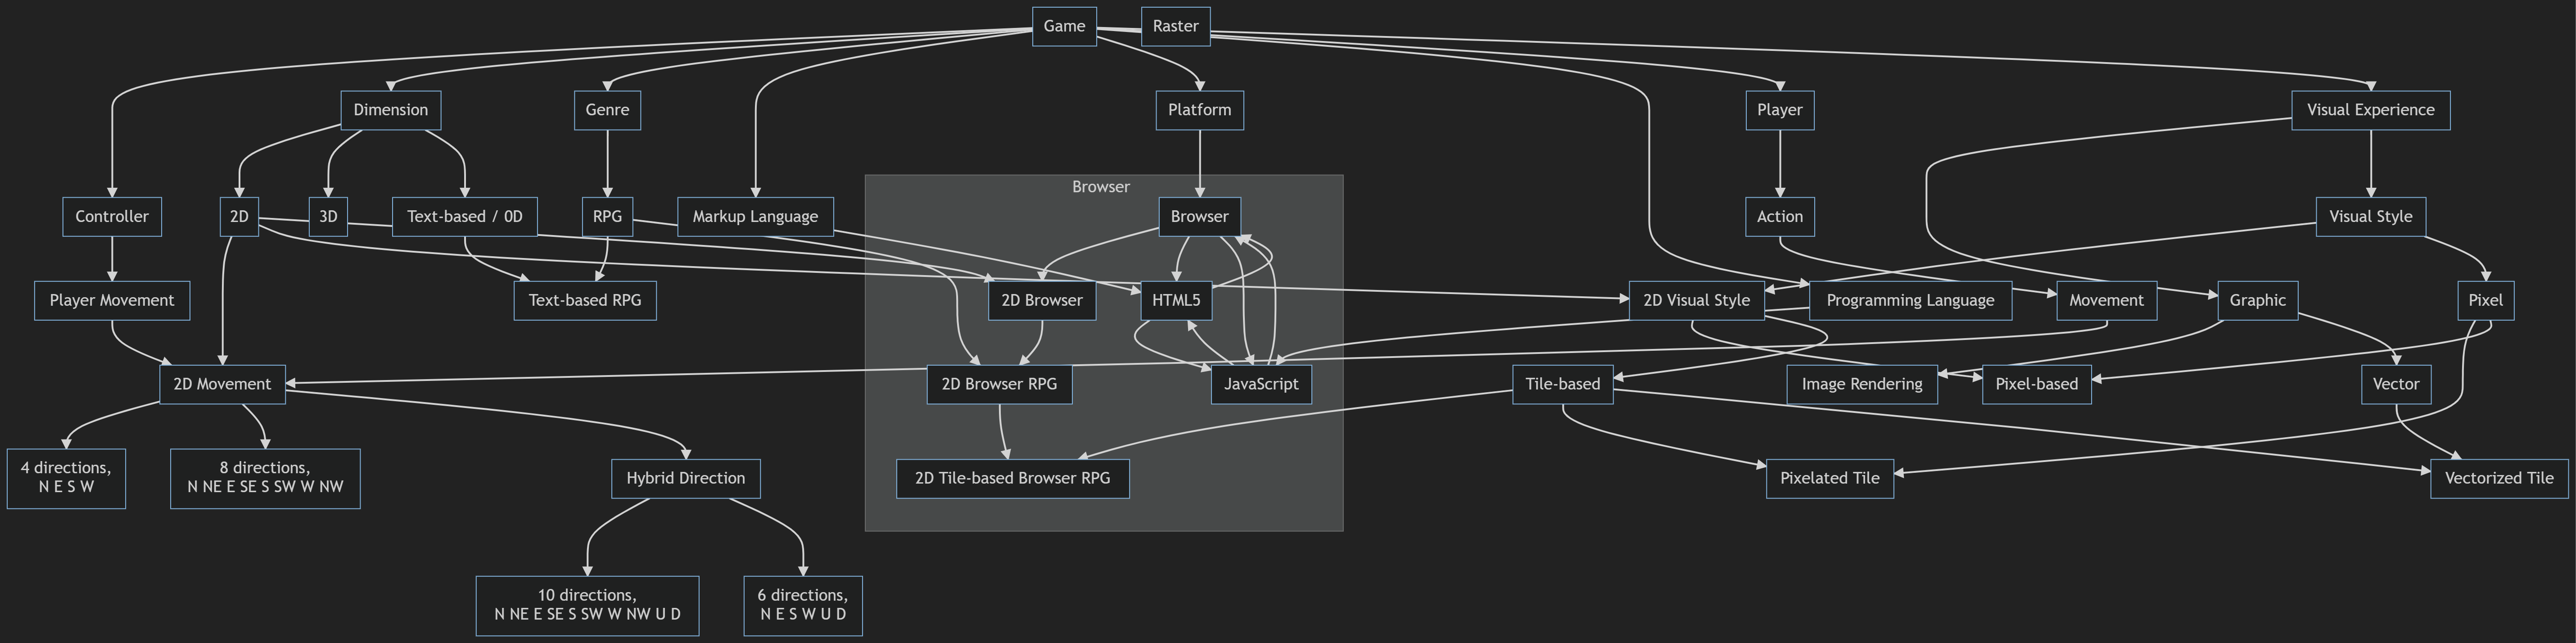 Game
Raster
Dimension
Genre
Platform
Player
Visual Experience
Browser
Controller
2D
3D
Text-based / 0D
RPG
Markup Language
Browser
Action
Visual Style
Player Movement
Text-based RPG
2D Browser
HTML5
2D Visual Style
Programming Language
Movement
Graphic
Pixel
2D Movement
2D Browser RPG
JavaScript
Tile-based
Image Rendering
Pixel-based
Vector
4 directions,
N E S W
8 directions,
N NE E SE S SW W NW
Hybrid Direction
2D Tile-based Browser RPG
Pixelated Tile
Vectorized Tile
10 directions,
N NE E SE S SW W NW U D
6 directions,
N E S W U D